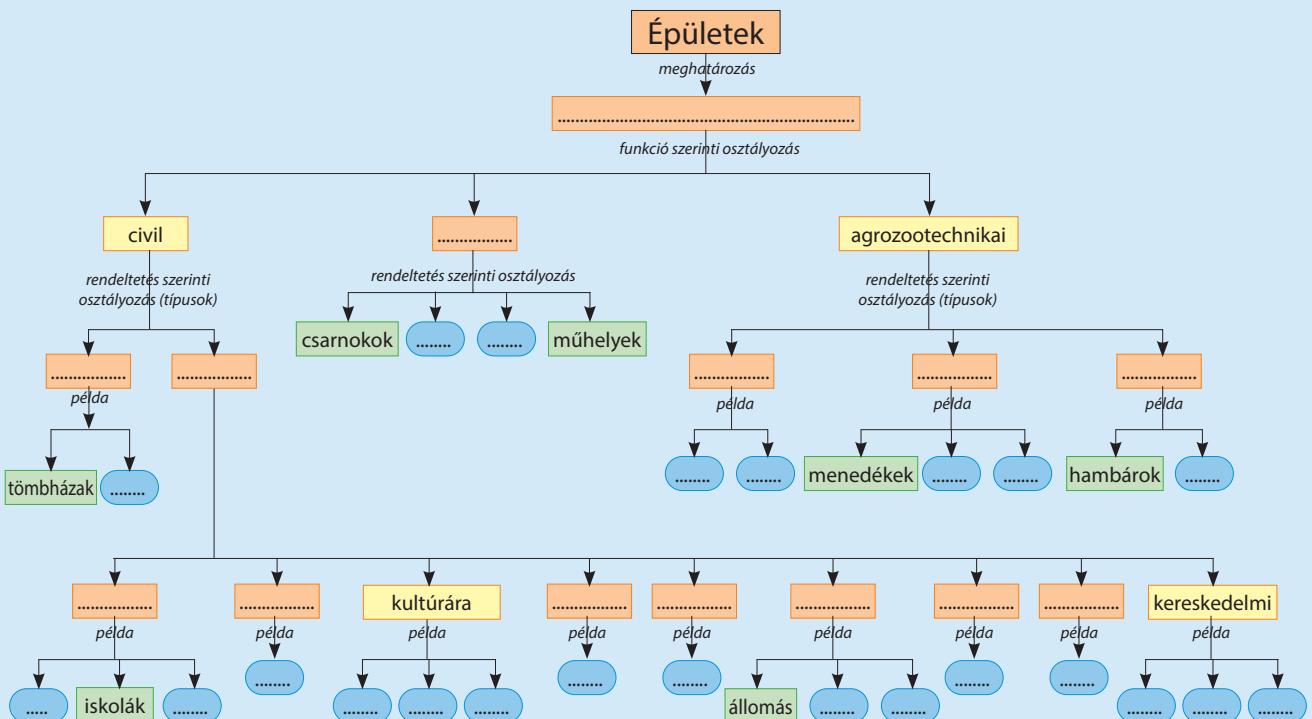 Épületek
meghatározás
......................................................................
funkció szerinti osztályozás
civil
.................
agrozootechnikai
rendeltetés szerinti
osztályozás (típusok)
rendeltetés szerinti osztályozás
rendeltetés szerinti
osztályozás (típusok)
csarnokok
........
........
műhelyek
.................
.................
.................
.................
.................
példa
példa
példa
példa
tömbházak
........
........
........
menedékek
........
........
hambárok
........
.................
.................
kultúrára
.................
.................
.................
.................
.................
kereskedelmi
példa
példa
példa
példa
példa
példa
példa
példa
példa
.....
iskolák
........
........
........
........
........
........
........
állomás
........
........
........
........
........
........
........